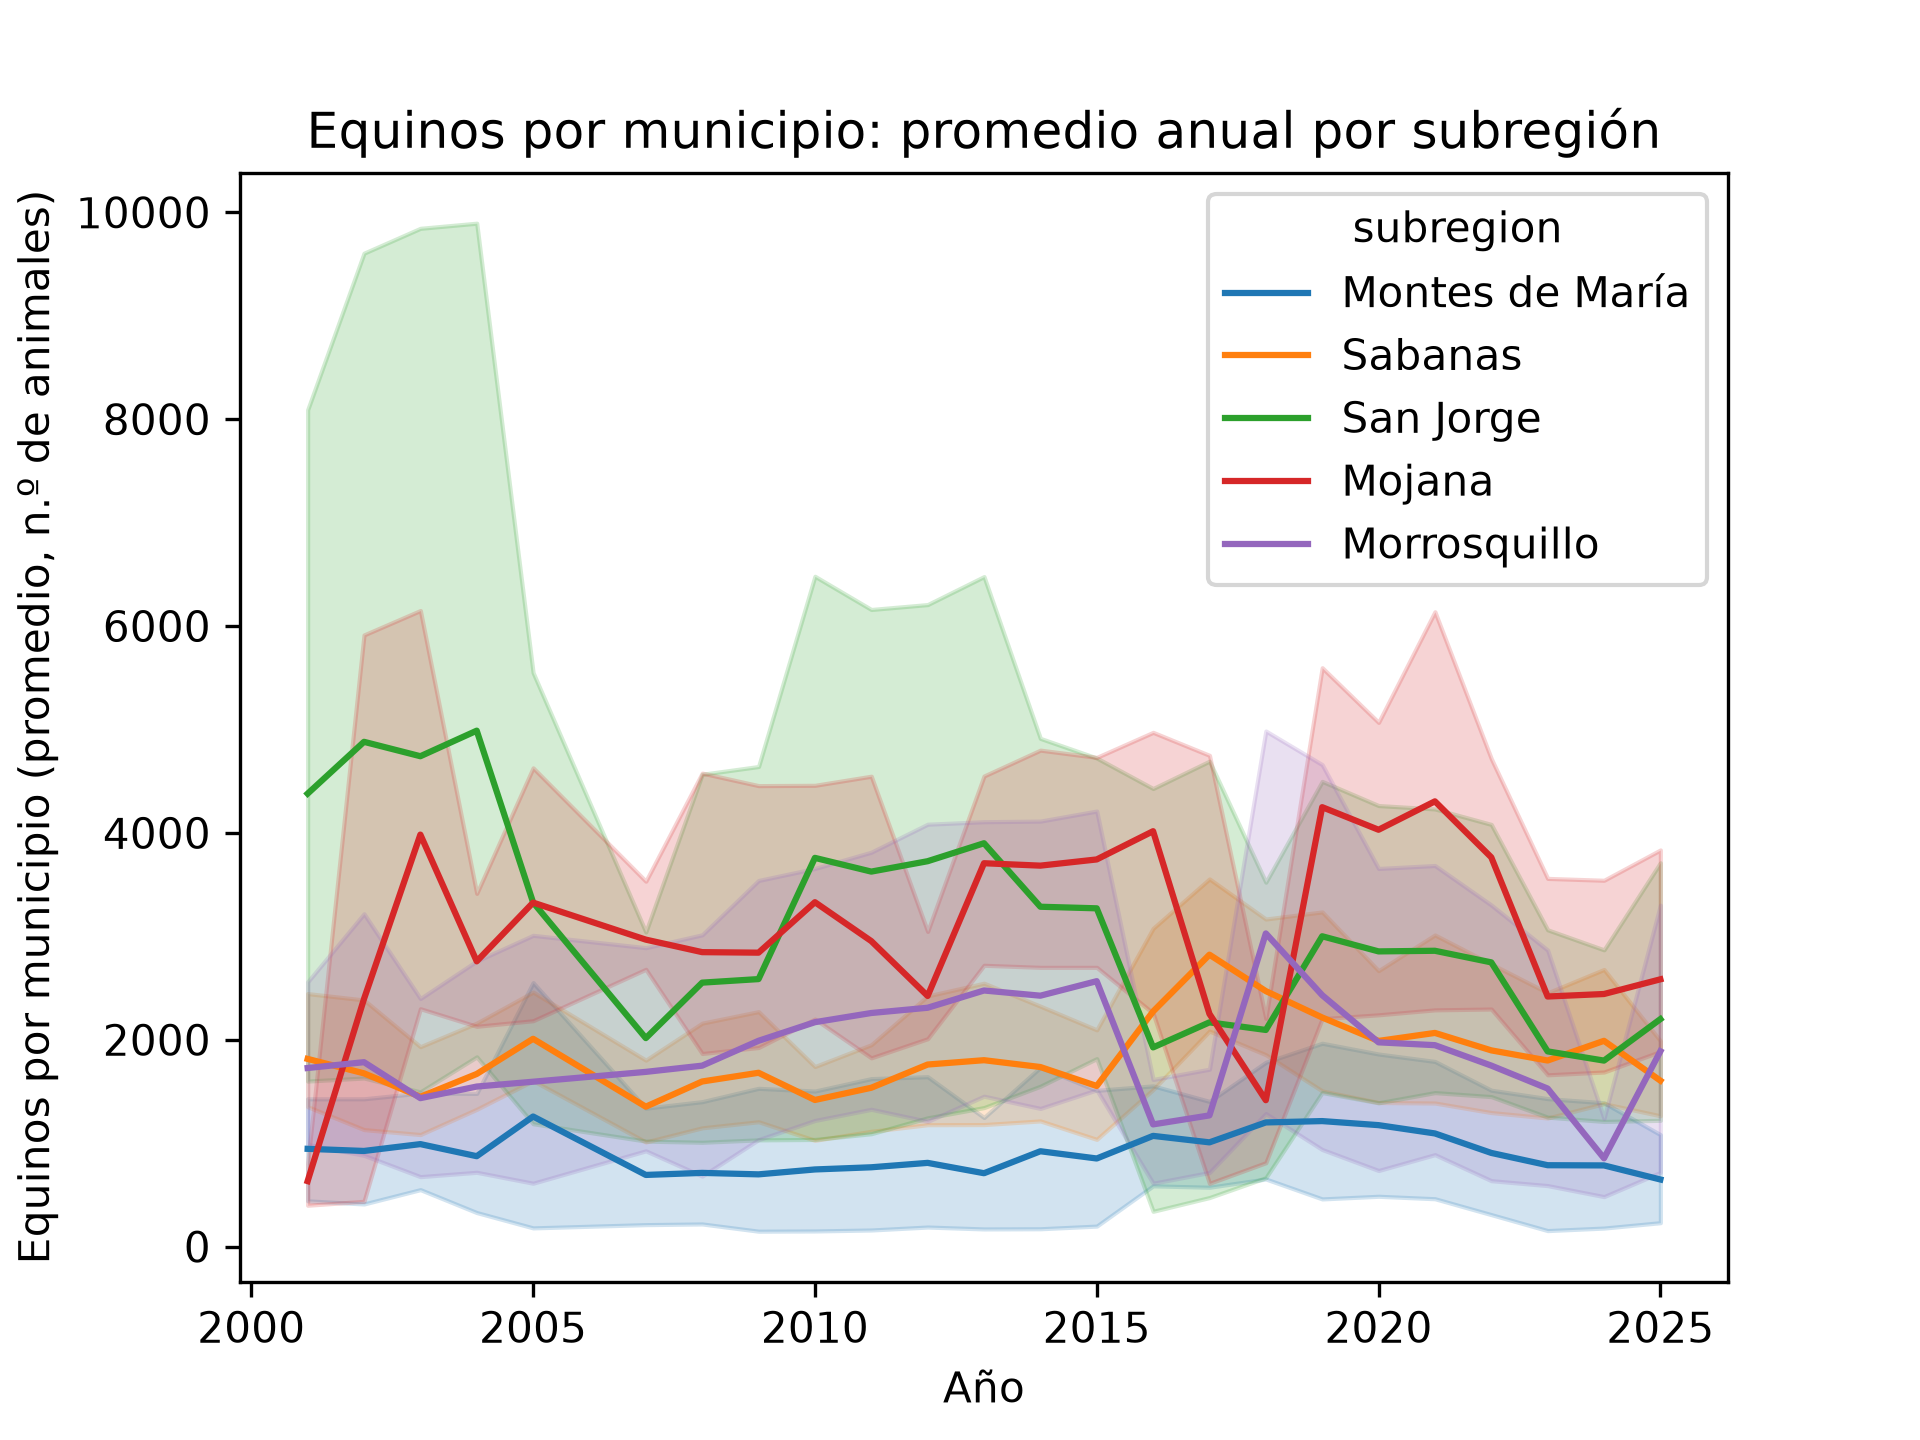 Equinos por municipio: promedio anual por subregión
Equinos por municipio (promedio, n.º de animales)
10000
8000
6000
4000
2000
0
subregion
Montes de María
Sabanas
San Jorge
Mojana
Morrosquillo
2000 2005 2010 2015 2020 2025
Año